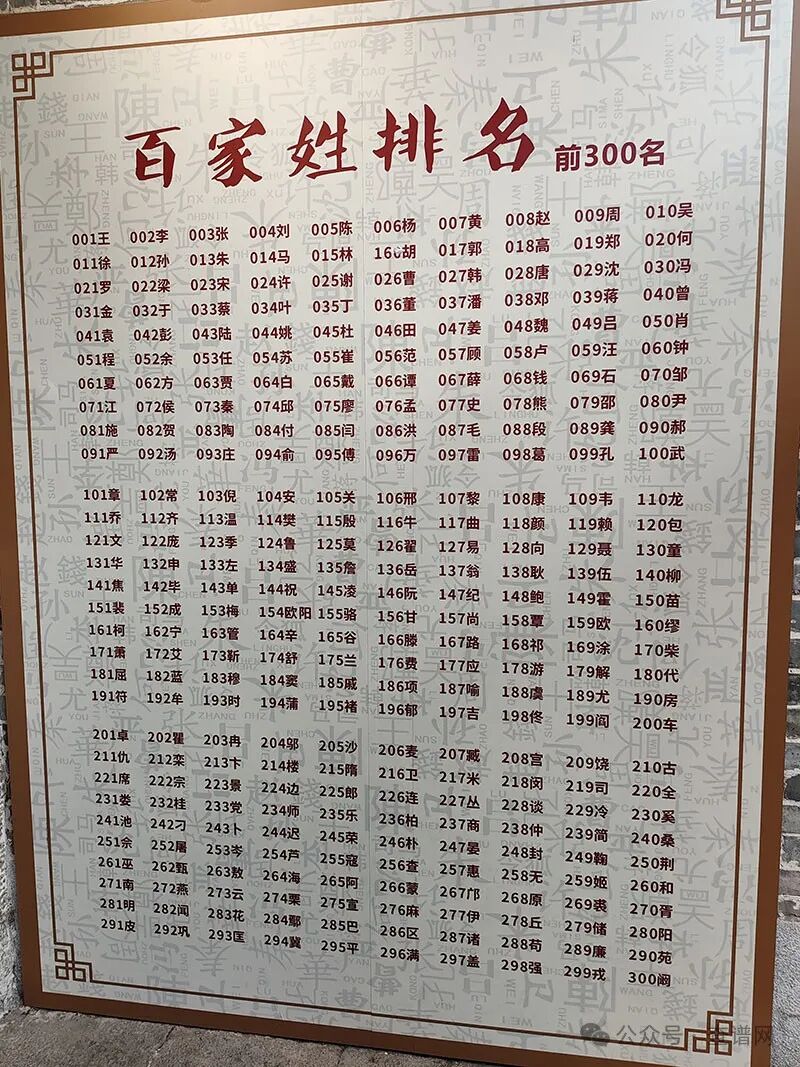 百家姓排名 前300名
001王 002李 003张 004刘 005陈 006杨 007黄 008赵 009周 010吴
011徐 012孙 013朱 014马 015林 166胡 017郭 018高 019郑 020何
021罗 022梁 023宋 024许 025谢 026曹 027韩 028唐 029沈 030冯
031金 032于 033蔡 034叶 035丁 036董 037潘 038邓 039蒋 040曾
041袁 042彭 043陆 044姚 045杜 046田 047姜 048魏 049吕 050肖
051程 052余 053任 054苏 055崔 056范 057顾 058卢 059汪 060钟
061夏 062方 063贾 064白 065戴 066谭 067薛 068钱 069石 070邹
071江 072侯 073秦 074邱 075廖 076孟 077史 078熊 079邵 080尹
081施 082贺 083陶 084付 085闫 086洪 087毛 088段 089龚 090郝
091严 092汤 093庄 094俞 095傅 096万 097雷 098葛 099孔 100武
101章 102常 103倪 104安 105关 106邢 107黎 108康 109韦 110龙
111乔 112齐 113温 114樊 115殷 116牛 117曲 118颜 119赖 120包
121文 122庞 123季 124鲁 125莫 126翟 127易 128向 129聂 130童
131华 132申 133左 134盛 135詹 136岳 137翁 138耿 139伍 140柳
141焦 142毕 143单 144祝 145凌 146阮 147纪 148鲍 149霍 150苗
151裴 152成 153梅 154欧阳 155骆 156甘 157尚 158覃 159欧 160缪
161柯 162宁 163管 164辛 165谷 166滕 167路 168祁 169涂 170柴
171萧 172艾 173靳 174舒 175兰 176费 177应 178游 179解 180代
181屈 182蓝 183穆 184窦 185戚 186项 187喻 188虞 189尤 190房
191符 192牟 193时 194蒲 195褚 196郁 197吉 198佟 199阎 200车
201卓 202瞿 203冉 204邬 205沙 206麦 207臧 208宫 209饶 210古
211仇 212栾 213卞 214楼 215隋 216卫 217米 218闵 219司 220全
221席 222宗 223景 224边 225郎 226连 227丛 228谈 229冷 230奚
231娄 232桂 233党 234师 235乐 236柏 237商 238仲 239简 240桑
241池 242刁 243卜 244迟 245荣 246朴 247晏 248封 249鞠 250荆
251佘 252屠 253岑 254芦 255寇 256查 257惠 258无 259姬 260和
261巫 262甄 263敖 264海 265阿 266蒙 267邝 268原 269裘 270胥
271南 272燕 273云 274栗 275宣 276麻 277伊 278丘 279储 280阳
281明 282闻 283花 284鄢 285巴 286区 287诸 288苟 289廉 290苑
291皮 292巩 293匡 294冀 295平 296满 297盖 298强 299戎 300阚